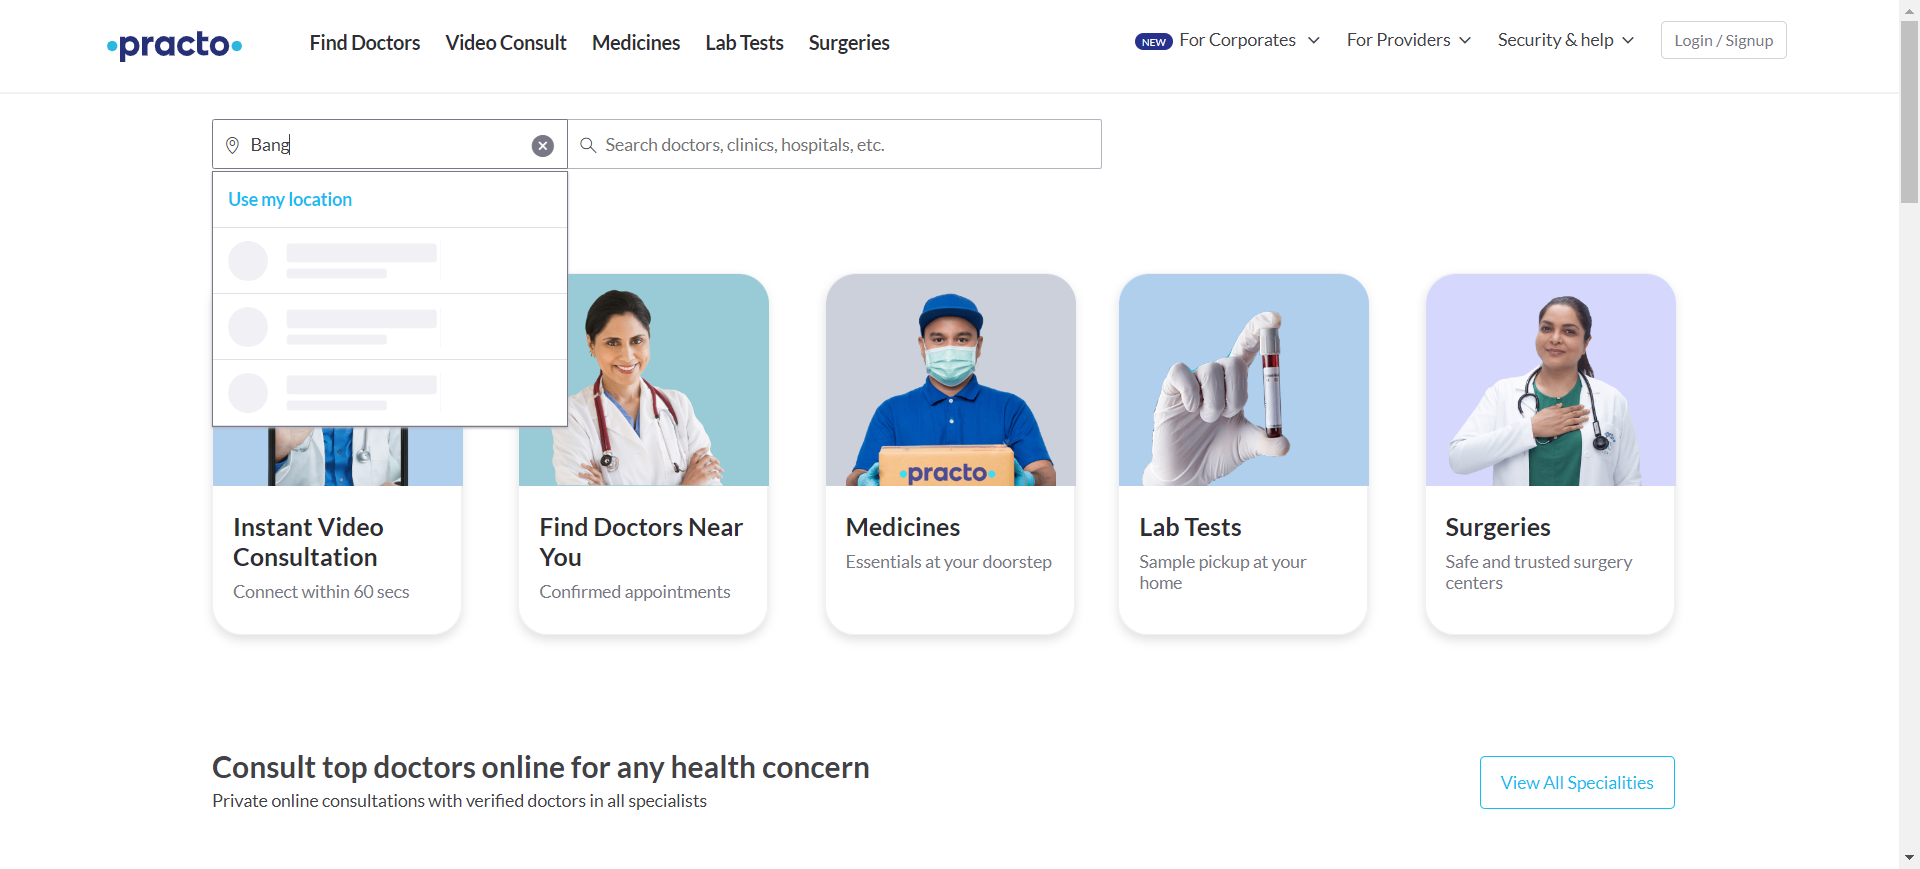 practo
Find Doctors
Video Consult
Medicines
Lab Tests
Surgeries
NEW For Corporates
For Providers
Security & help
Login / Signup
Bang
Search doctors, clinics, hospitals, etc.
Use my location
practo
Instant Video
Consultation
Connect within 60 secs
Find Doctors Near
You
Confirmed appointments
Medicines
Essentials at your doorstep
Lab Tests
Sample pickup at your
home
Surgeries
Safe and trusted surgery
centers
Consult top doctors online for any health concern
Private online consultations with verified doctors in all specialists
View All Specialities